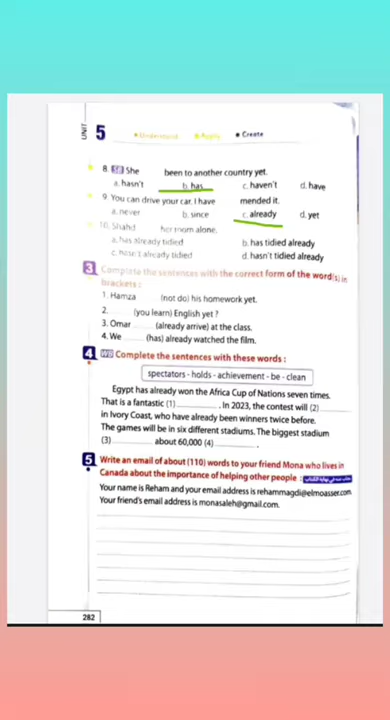 UNIT 5
Understand Apply Create
8. SB She been to another country yet.
a. hasn't b. has c. haven't d. have
9. You can drive your car. I have mended it.
a. never b. since c. already d. yet
10. Shahd her room alone.
a. has already tidied b. has tidied already
c. hasn't already tidied d. hasn't tidied already
3 Complete the sentences with the correct form of the word(s) in
brackets :
1. Hamza (not do) his homework yet.
2. (you learn) English yet ?
3. Omar (already arrive) at the class.
4. We (has) already watched the film.
4 WB Complete the sentences with these words :
spectators - holds - achievement - be - clean
Egypt has already won the Africa Cup of Nations seven times.
That is a fantastic (1) . In 2023, the contest will (2)
in Ivory Coast, who have already been winners twice before.
The games will be in six different stadiums. The biggest stadium
(3) about 60,000 (4) .
5 Write an email of about (110) words to your friend Mona who lives in
Canada about the importance of helping other people :
Your name is Reham and your email address is rehammagdi@elmoasser.com
Your friend's email address is monasaleh@gmail.com.
282